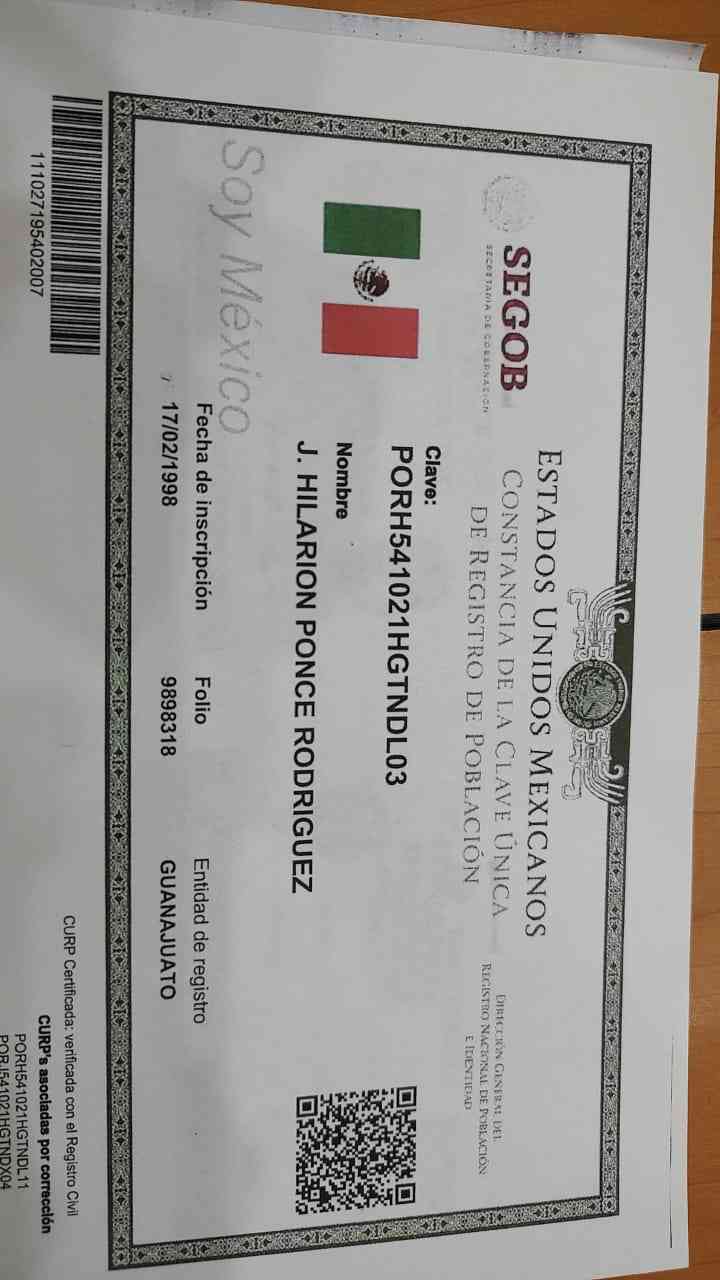 ESTADOS UNIDOS MEXICANOS
CONSTANCIA DE LA CLAVE ÚNICA
DE REGISTRO DE POBLACIÓN
SEGOB
SECRETARÍA DE GOBERNACIÓN
DIRECCIÓN GENERAL DEL
REGISTRO NACIONAL DE POBLACIÓN
E IDENTIDAD
Clave:
PORH541021HGTNDL03
Nombre
J. HILARION PONCE RODRIGUEZ
Soy México
Fecha de inscripción Folio Entidad de registro
17/02/1998 9898318 GUANAJUATO
111027195402007
CURP Certificada: verificada con el Registro Civil
CURP's asociadas por corrección
PORH541021HGTNDL11
PORJ541021HGTNDX04